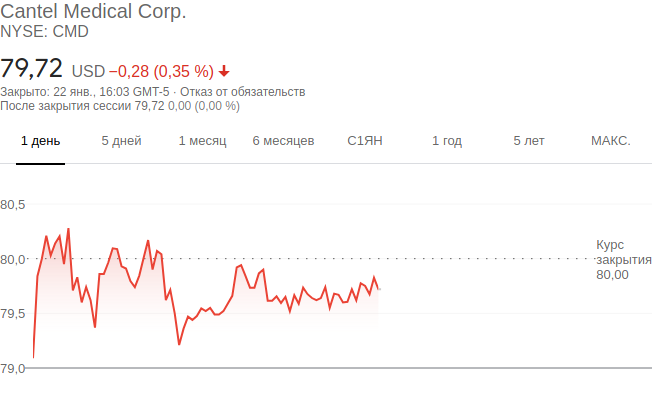 Cantel Medical Corp.
NYSE: CMD
79,72 USD −0,28 (0,35 %)
Закрыто: 22 янв., 16:03 GMT-5 · Отказ от обязательств
После закрытия сессии 79,72 0,00 (0,00 %)
1 день 5 дней 1 месяц 6 месяцев С1ЯН 1 год 5 лет МАКС.
80,5
80,0
79,5
79,0
Курс
закрытия
80,00